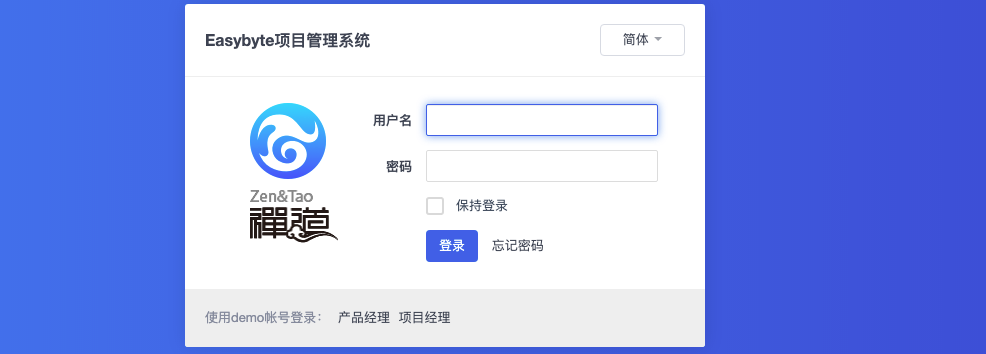 Easybyte项目管理系统 简体
用户名
密码
Zen&Tao
禪道
保持登录
登录 忘记密码
使用demo帐号登录： 产品经理 项目经理